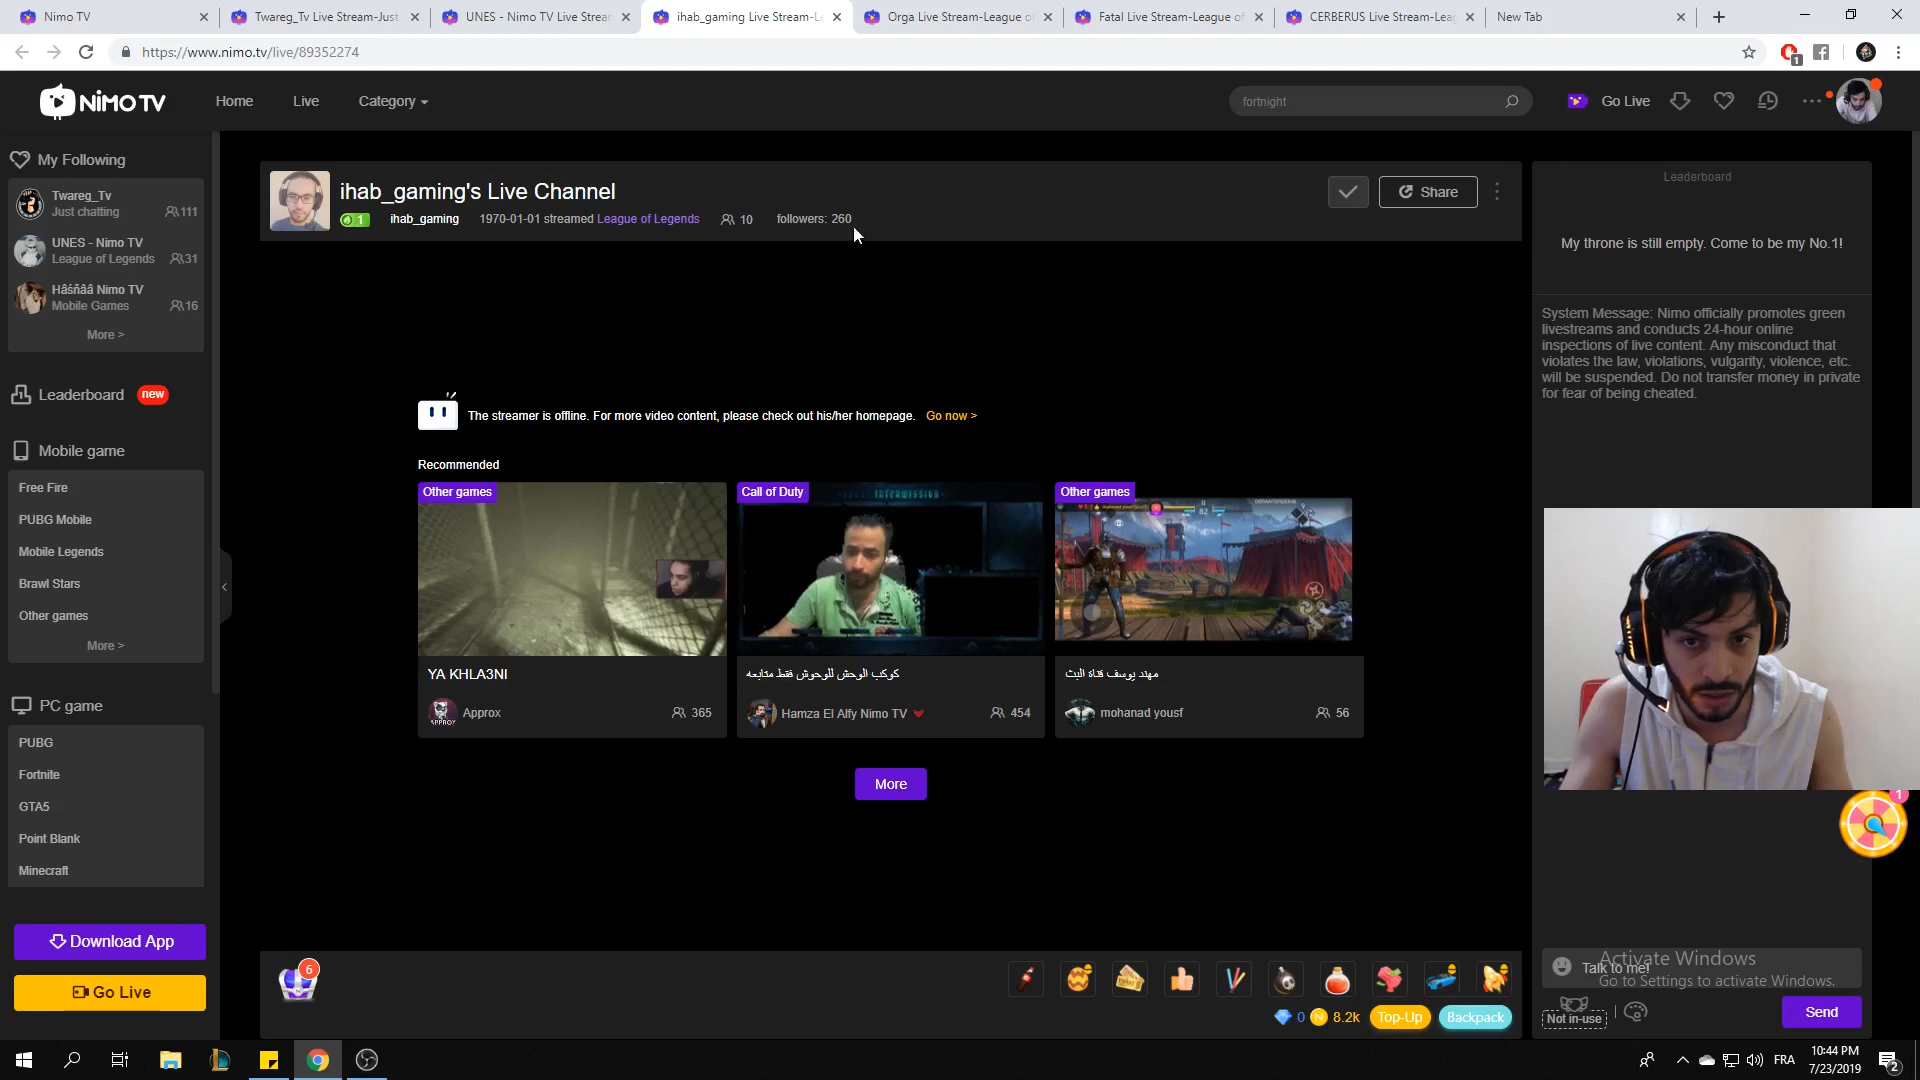 Nimo TV
Twareg_Tv Live Stream-Just
UNES - Nimo TV Live Strea
ihab_gaming Live Stream-L
Orga Live Stream-League o
Fatal Live Stream-League of
CERBERUS Live Stream-Leag
New Tab
https://www.nimo.tv/live/89352274
1
NiMO TV
Home
Live
Category
fortnight
Go Live
My Following
Twareg_Tv
Just chatting
111
UNES - Nimo TV
League of Legends
31
Hâśñââ Nimo TV
Mobile Games
16
More >
Leaderboard
new
Mobile game
Free Fire
PUBG Mobile
Mobile Legends
Brawl Stars
Other games
More >
PC game
PUBG
Fortnite
GTA5
Point Blank
Minecraft
Download App
Go Live
ihab_gaming's Live Channel
1
ihab_gaming
1970-01-01 streamed League of Legends
10
followers: 260
Share
The streamer is offline. For more video content, please check out his/her homepage. Go now >
Recommended
Other games
YA KHLA3NI
Approx
365
Call of Duty
INTERMISSION
كوكب الوحش للوحوش فقط متابعه
Hamza El Alfy Nimo TV
454
Other games
82
مهند يوسف قناة البث
mohanad yousf
56
More
6
0
8.2k
Top-Up
Backpack
Leaderboard
My throne is still empty. Come to be my No.1!
System Message: Nimo officially promotes green
livestreams and conducts 24-hour online
inspections of live content. Any misconduct that
violates the law, violations, vulgarity, violence, etc.
will be suspended. Do not transfer money in private
for fear of being cheated.
1
Talk to me!
Activate Windows
Go to Settings to activate Windows.
Not in-use
Send
FRA
10:44 PM
7/23/2019
2